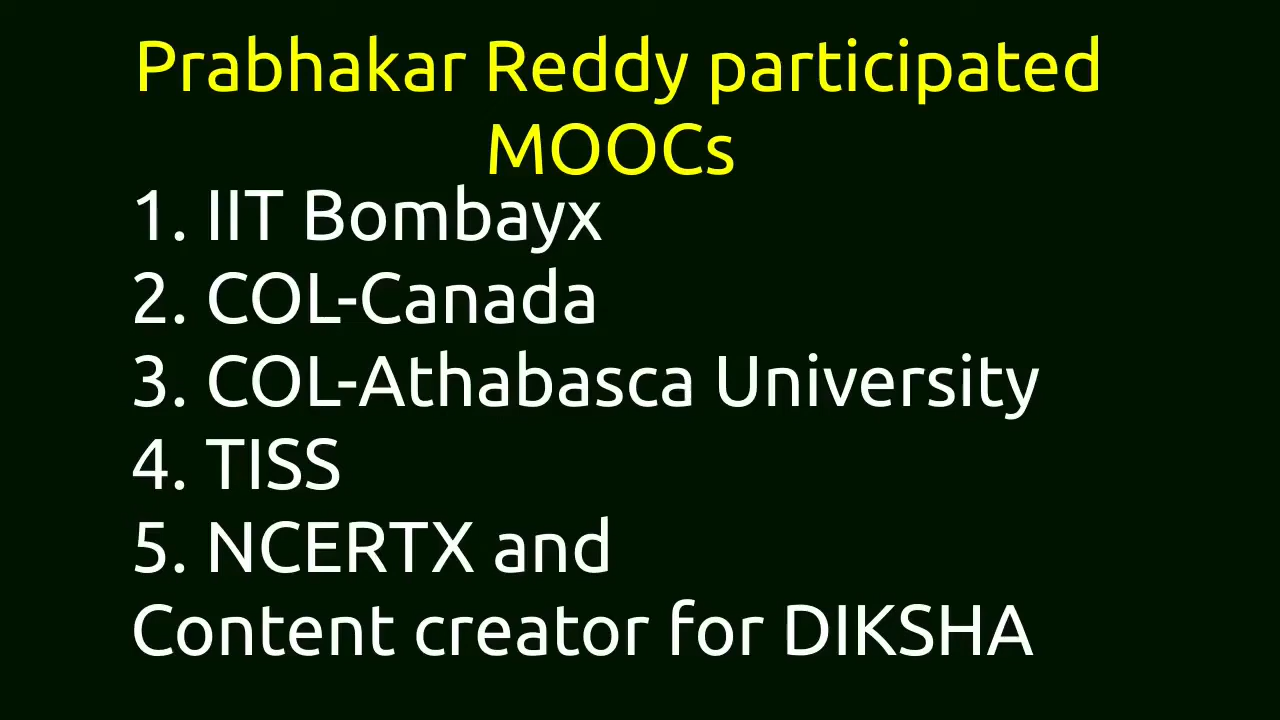 Prabhakar Reddy participated
MOOCs
1. IIT Bombayx
2. COL-Canada
3. COL-Athabasca University
4. TISS
5. NCERTX and
Content creator for DIKSHA